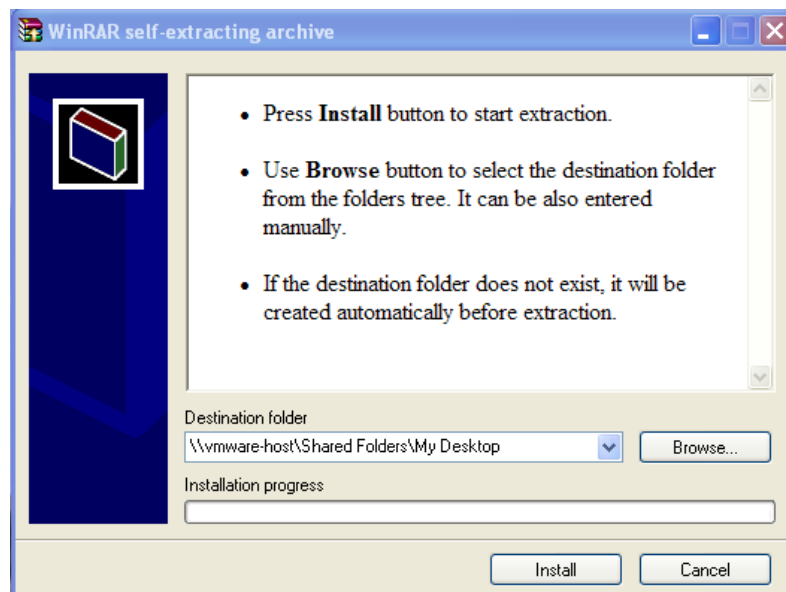 WinRAR self-extracting archive
• Press Install button to start extraction.
• Use Browse button to select the destination folder
from the folders tree. It can be also entered
manually.
• If the destination folder does not exist, it will be
created automatically before extraction.
Destination folder
\\vmware-host\Shared Folders\My Desktop
Browse...
Installation progress
Install
Cancel